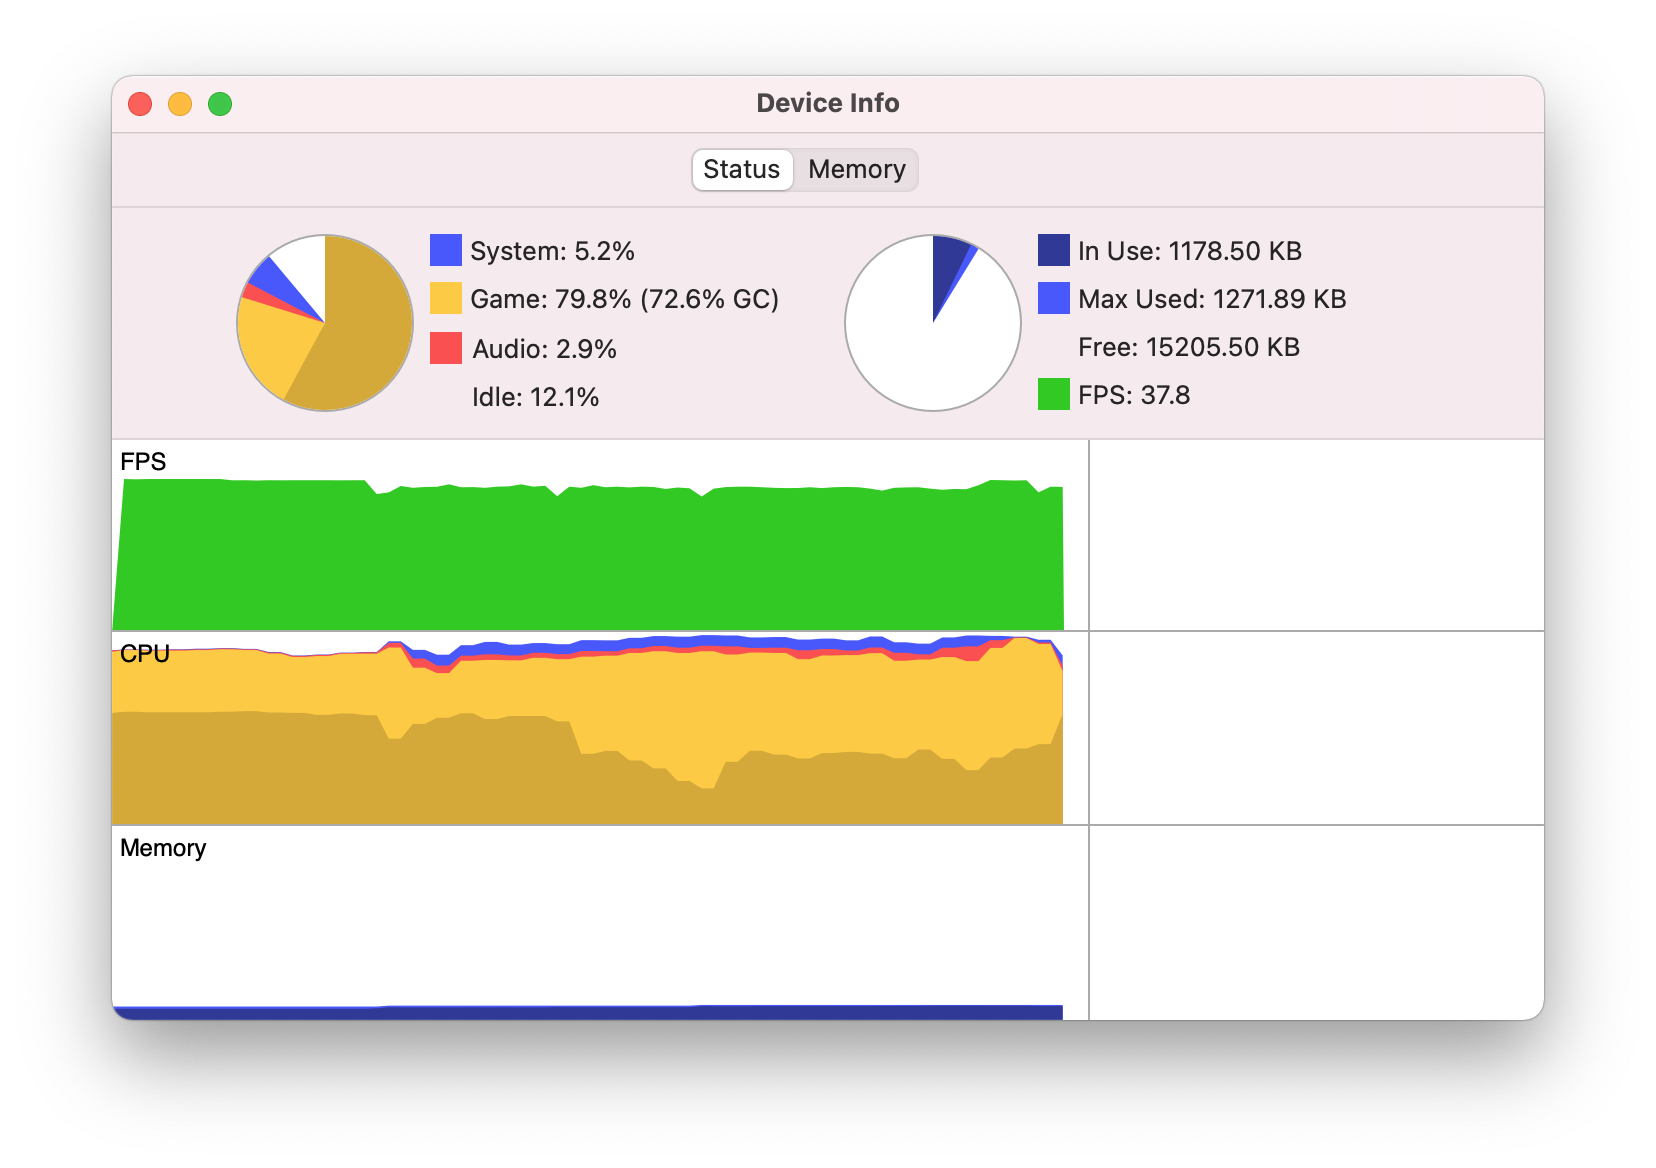 Device Info
Status Memory
System: 5.2%
Game: 79.8% (72.6% GC)
Audio: 2.9%
Idle: 12.1%
In Use: 1178.50 KB
Max Used: 1271.89 KB
Free: 15205.50 KB
FPS: 37.8
FPS
CPU
Memory